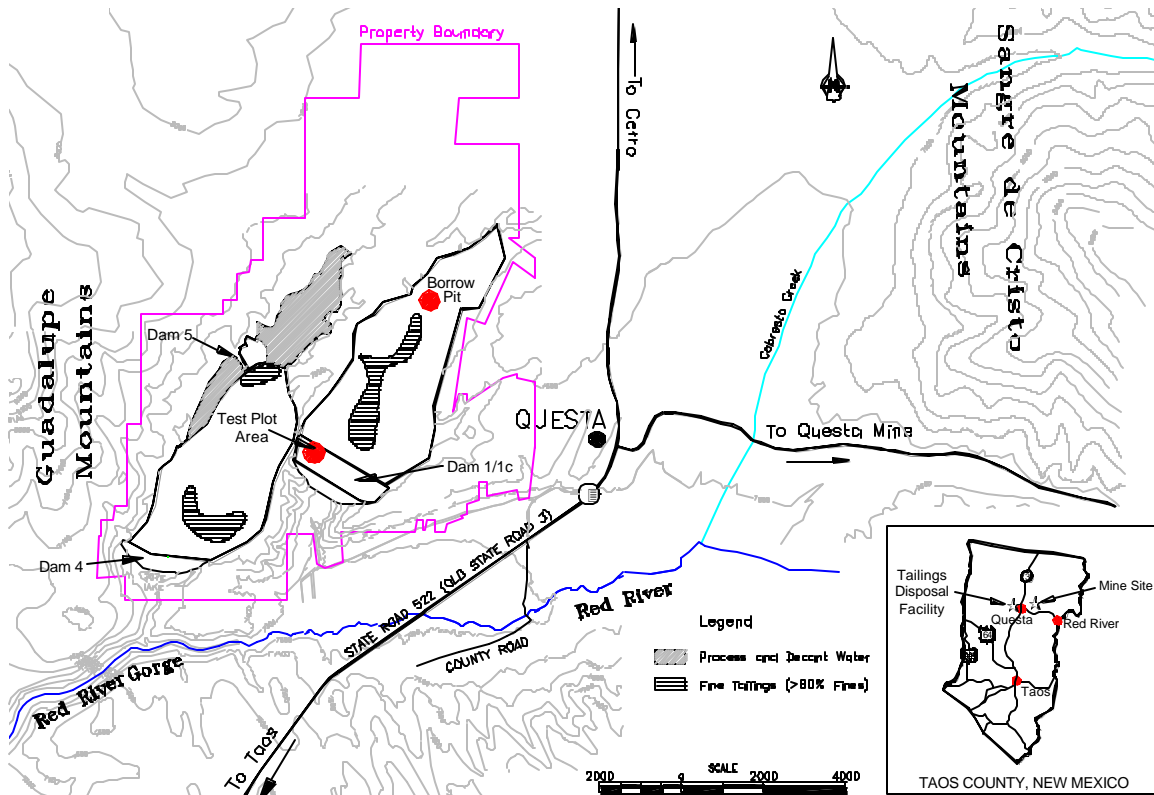 Property Boundary
To Cerro
Sangre de Cristo
Mountains
Cabresto Creek
Guadalupe
Mountains
Borrow
Pit
Dam 5
Test Plot
Area
QUESTA
To Questa Mine
Dam 1/1c
Dam 4
STATE ROAD 522 (OLD STATE ROAD 3)
Red River
COUNTY ROAD
Red River Gorge
To Taos
Legend
Process and Decant Water
Fine Tailings (>80% Fines)
SCALE
2000 0 2000 4000
Tailings
Disposal
Facility
Mine Site
Questa
Red River
Taos
TAOS COUNTY, NEW MEXICO